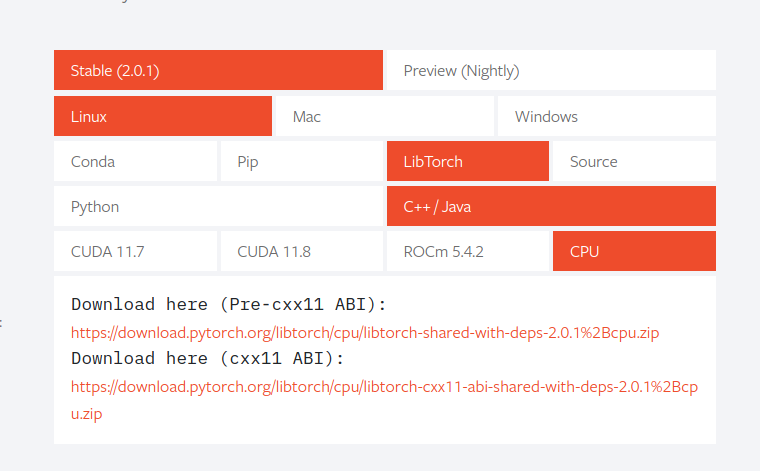 Stable (2.0.1) Preview (Nightly)
Linux Mac Windows
Conda Pip LibTorch Source
Python C++ / Java
CUDA 11.7 CUDA 11.8 ROCm 5.4.2 CPU
Download here (Pre-cxx11 ABI):
https://download.pytorch.org/libtorch/cpu/libtorch-shared-with-deps-2.0.1%2Bcpu.zip
Download here (cxx11 ABI):
https://download.pytorch.org/libtorch/cpu/libtorch-cxx11-abi-shared-with-deps-2.0.1%2Bcp
u.zip